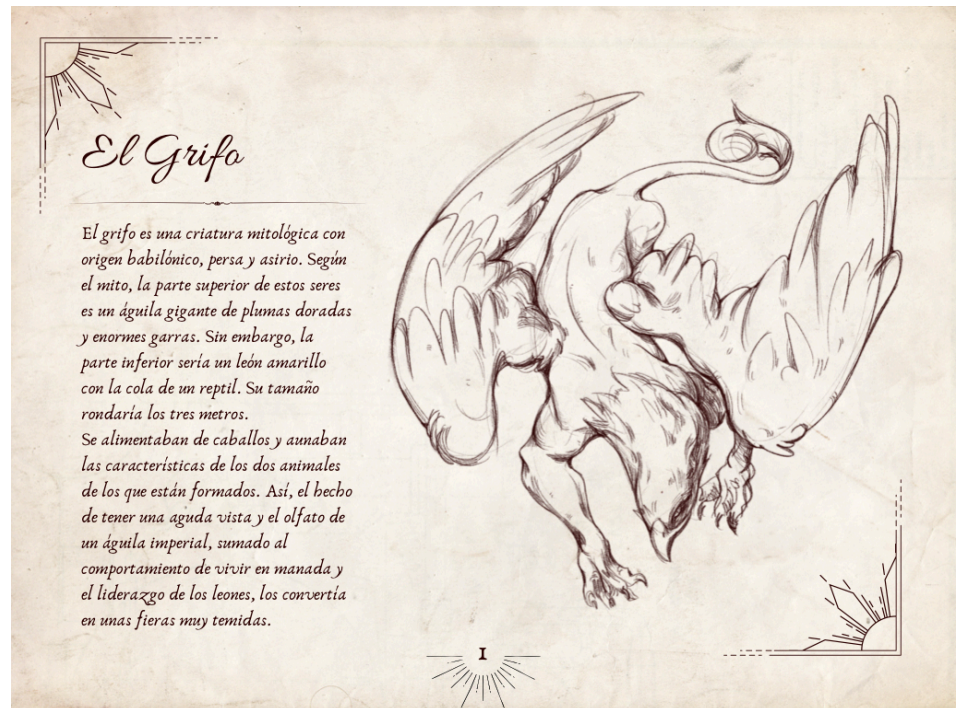 El Grifo
El grifo es una criatura mitológica con
origen babilónico, persa y asirio. Según
el mito, la parte superior de estos seres
es un águila gigante de plumas doradas
y enormes garras. Sin embargo, la
parte inferior sería un león amarillo
con la cola de un reptil. Su tamaño
rondaría los tres metros.
Se alimentaban de caballos y aunaban
las características de los dos animales
de los que están formados. Así, el hecho
de tener una aguda vista y el olfato de
un águila imperial, sumado al
comportamiento de vivir en manada y
el liderazgo de los leones, los convertía
en unas fieras muy temidas.
1